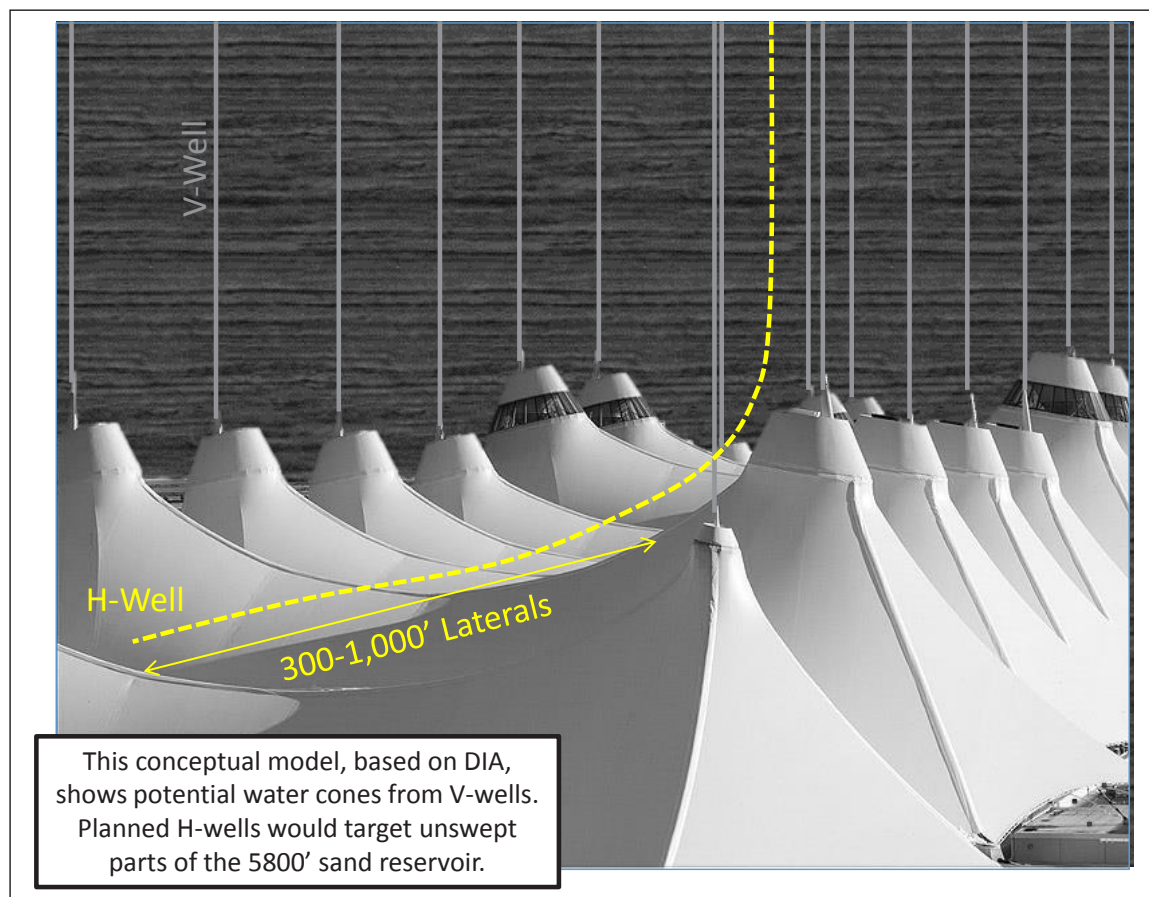 V-Well
H-Well
300-1,000’ Laterals
This conceptual model, based on DIA,
shows potential water cones from V-wells.
Planned H-wells would target unswept
parts of the 5800’ sand reservoir.